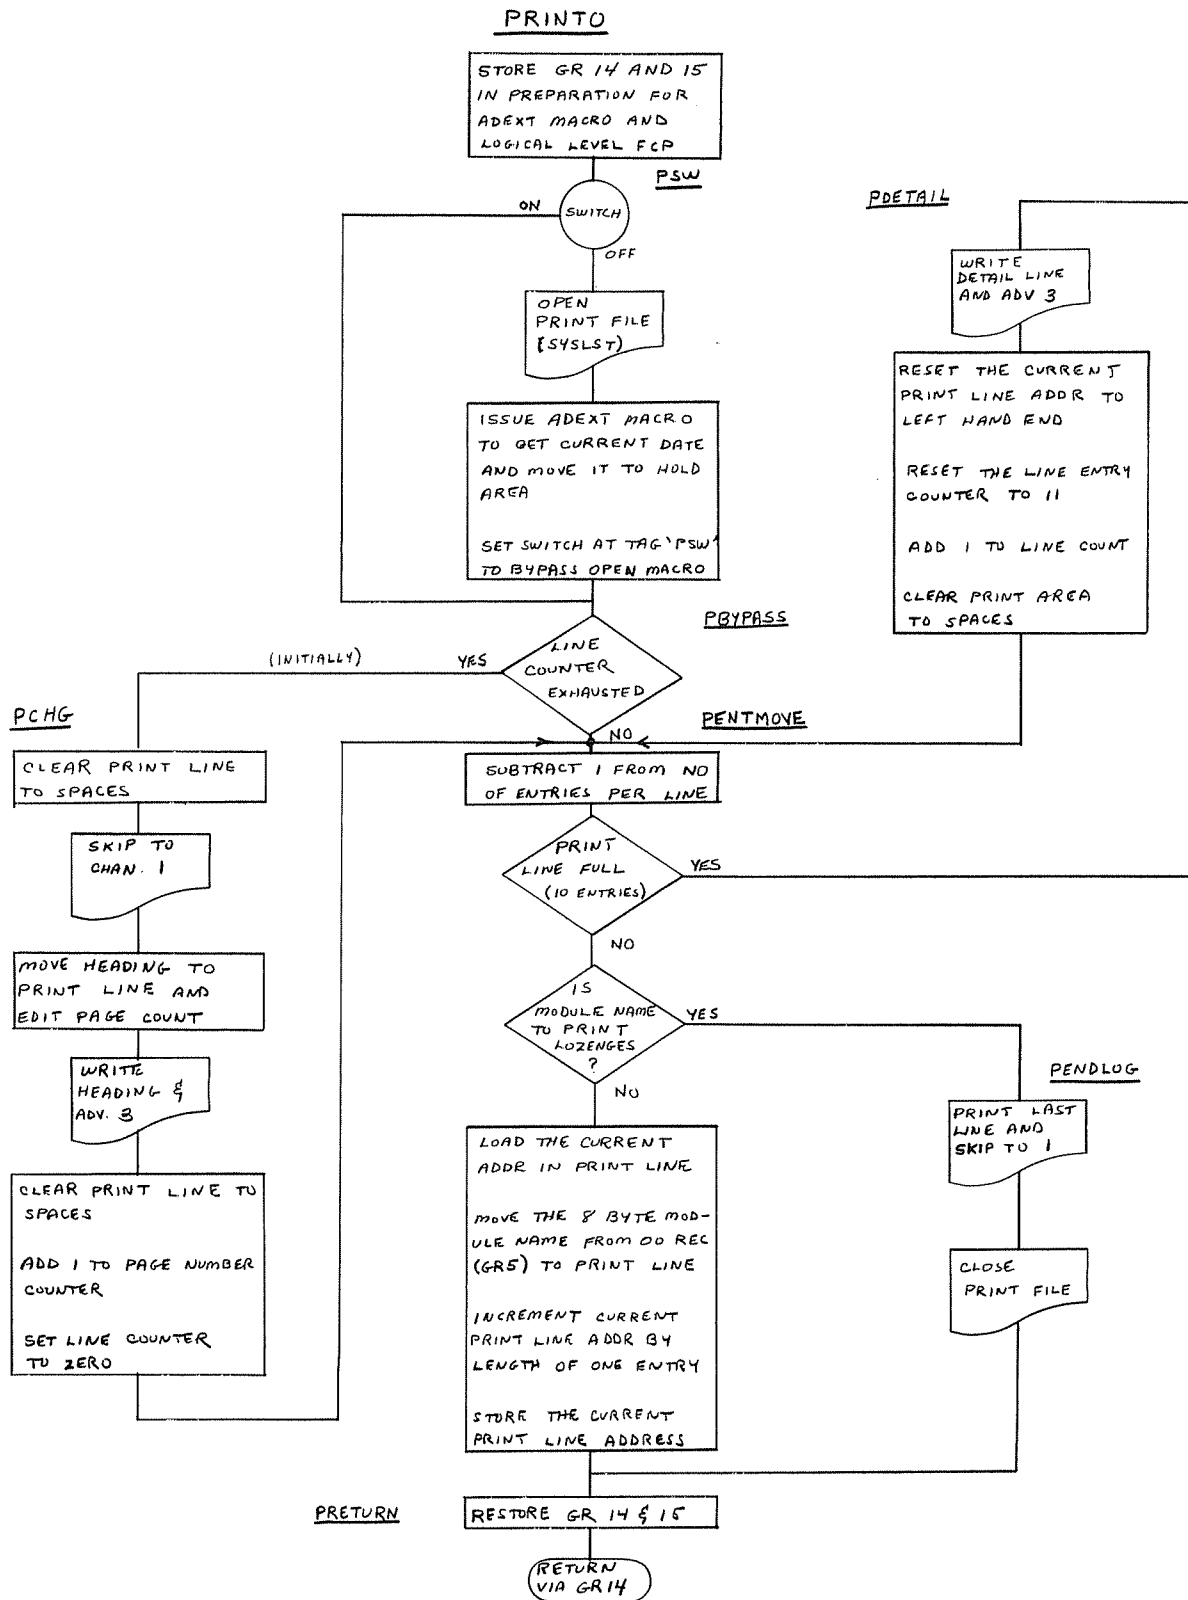 PRINTO
STORE GR 14 AND 15
IN PREPARATION FOR
ADEXT MACRO AND
LOGICAL LEVEL FCP
PSW
ON
SWITCH
OFF
OPEN
PRINT FILE
(SYSLST)
ISSUE ADEXT MACRO
TO GET CURRENT DATE
AND MOVE IT TO HOLD
AREA
SET SWITCH AT TAG 'PSW'
TO BYPASS OPEN MACRO
PDETAIL
WRITE
DETAIL LINE
AND ADV 3
RESET THE CURRENT
PRINT LINE ADDR TO
LEFT HAND END
RESET THE LINE ENTRY
COUNTER TO 11
ADD 1 TO LINE COUNT
CLEAR PRINT AREA
TO SPACES
PBYPASS
LINE
COUNTER
EXHAUSTED
(INITIALLY)
YES
NO
PCHG
CLEAR PRINT LINE
TO SPACES
SKIP TO
CHAN. 1
MOVE HEADING TO
PRINT LINE AND
EDIT PAGE COUNT
WRITE
HEADING &
ADV. 3
CLEAR PRINT LINE TO
SPACES
ADD 1 TO PAGE NUMBER
COUNTER
SET LINE COUNTER
TO ZERO
PENTMOVE
SUBTRACT 1 FROM NO
OF ENTRIES PER LINE
PRINT
LINE FULL
(10 ENTRIES)
YES
NO
IS
MODULE NAME
TO PRINT
LOZENGES
?
YES
NO
LOAD THE CURRENT
ADDR IN PRINT LINE
MOVE THE 8 BYTE MOD-
ULE NAME FROM 00 REC
(GR5) TO PRINT LINE
INCREMENT CURRENT
PRINT LINE ADDR BY
LENGTH OF ONE ENTRY
STORE THE CURRENT
PRINT LINE ADDRESS
PENDLOG
PRINT LAST
LINE AND
SKIP TO 1
CLOSE
PRINT FILE
PRETURN
RESTORE GR 14 & 15
RETURN
VIA GR14